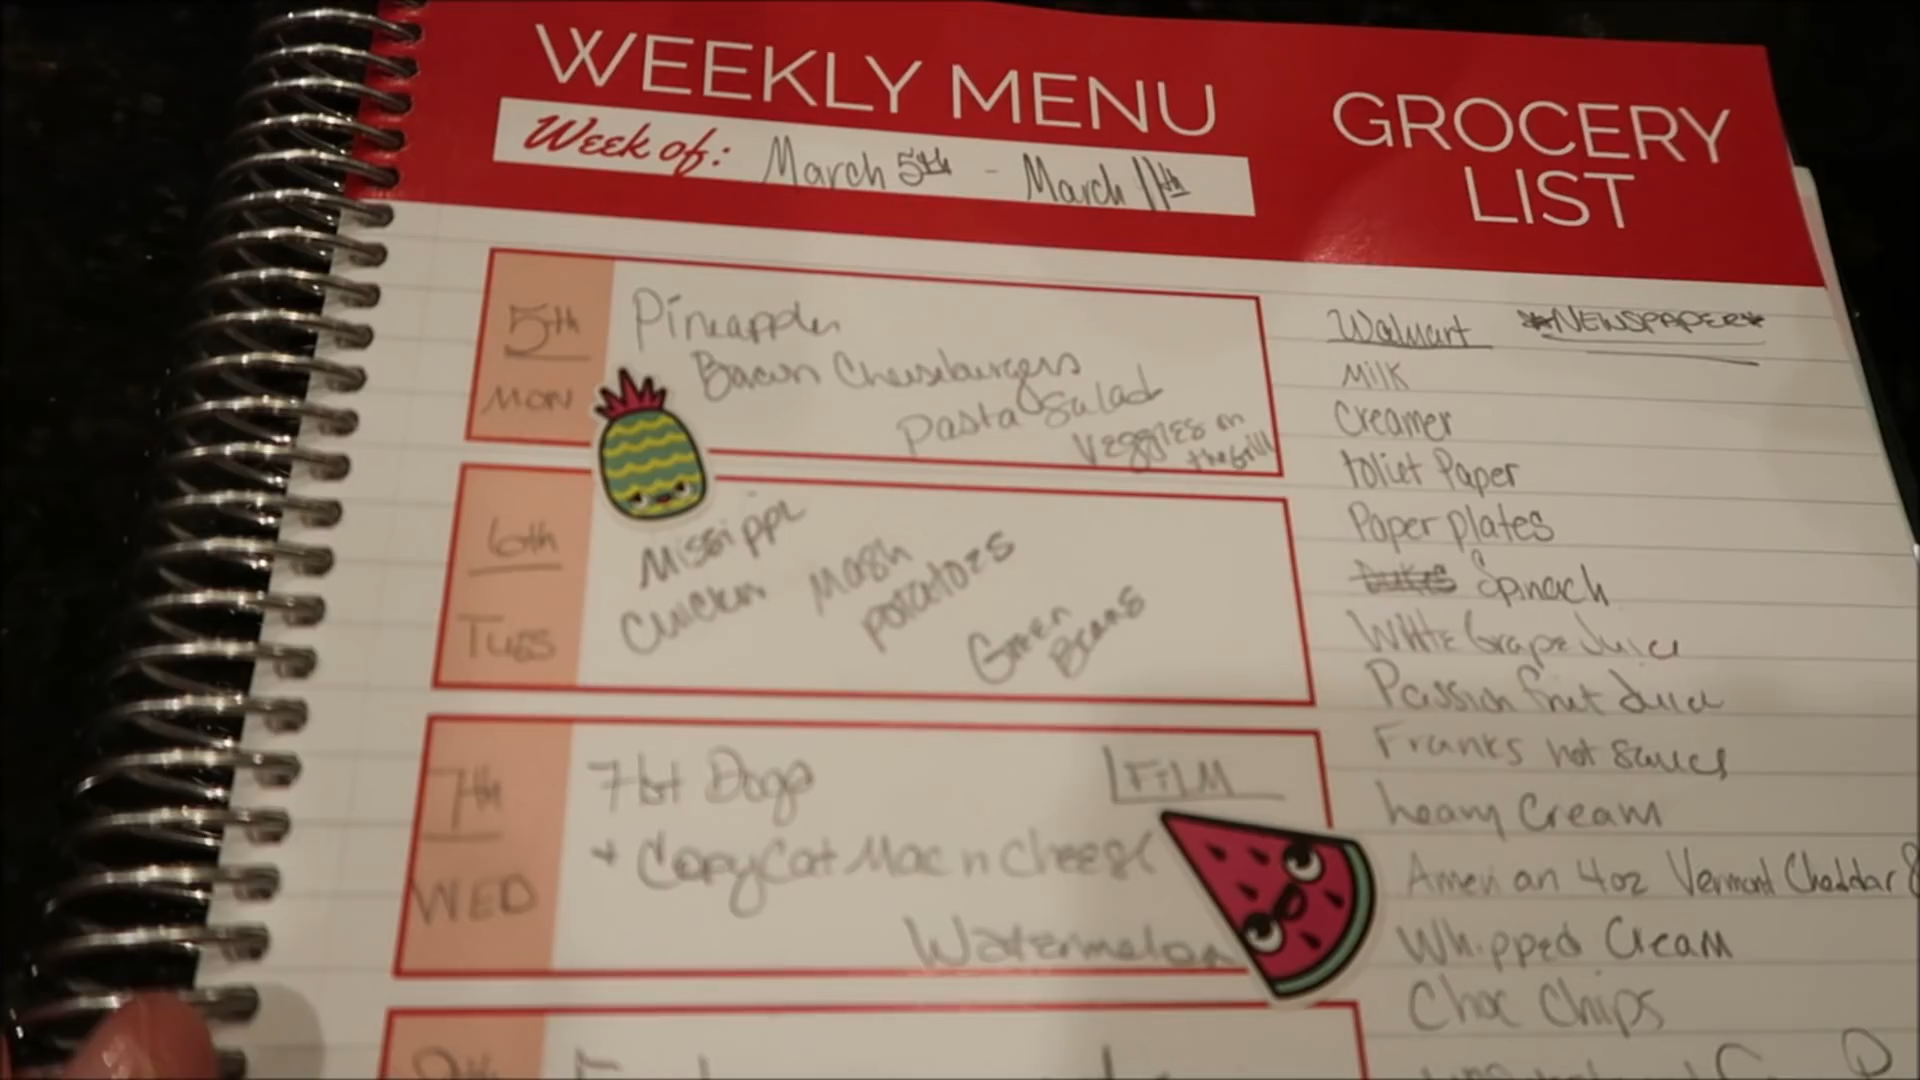 WEEKLY MENU
Week of: March 5th - March 11th
5th
MON
Pineapple
Bacon Cheeseburgers
Pasta Salad
Veggies on
the Grill
6th
TUES
Missippi
Chicken
Mash
potatoes
Green
Beans
7th
WED
Hot Dogs
FILM
+ CopyCat Mac n Cheese
Watermelon
GROCERY
LIST
Walmart *NEWSPAPER*
Milk
Creamer
toliet Paper
Paper plates
Spinach
White Grape Juice
Passion fruit Juice
Franks hot sauce
heavy Cream
4oz Vermont Cheddar
Whipped Cream
Choc Chips